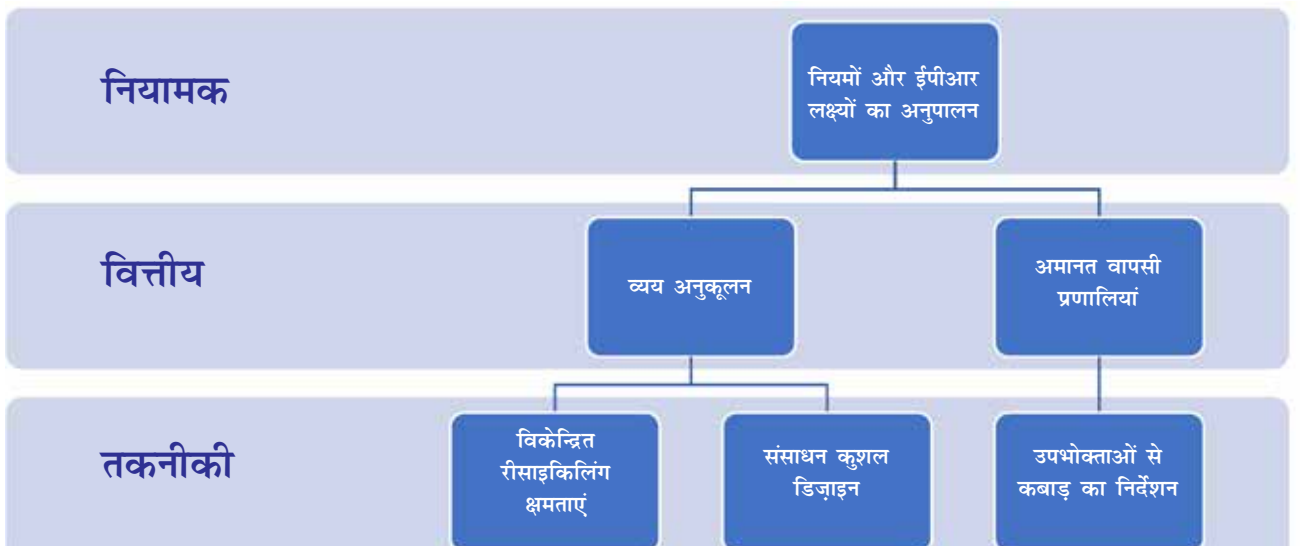 नियामक
नियमों और ईपीआर
लक्ष्यों का अनुपालन
वित्तीय
व्यय अनुकूलन
अमानत वापसी
प्रणालियां
तकनीकी
विकेन्द्रित
रीसाइकिलिंग
क्षमताएं
संसाधन कुशल
डिज़ाइन
उपभोक्ताओं से
कबाड़ का निर्देशन